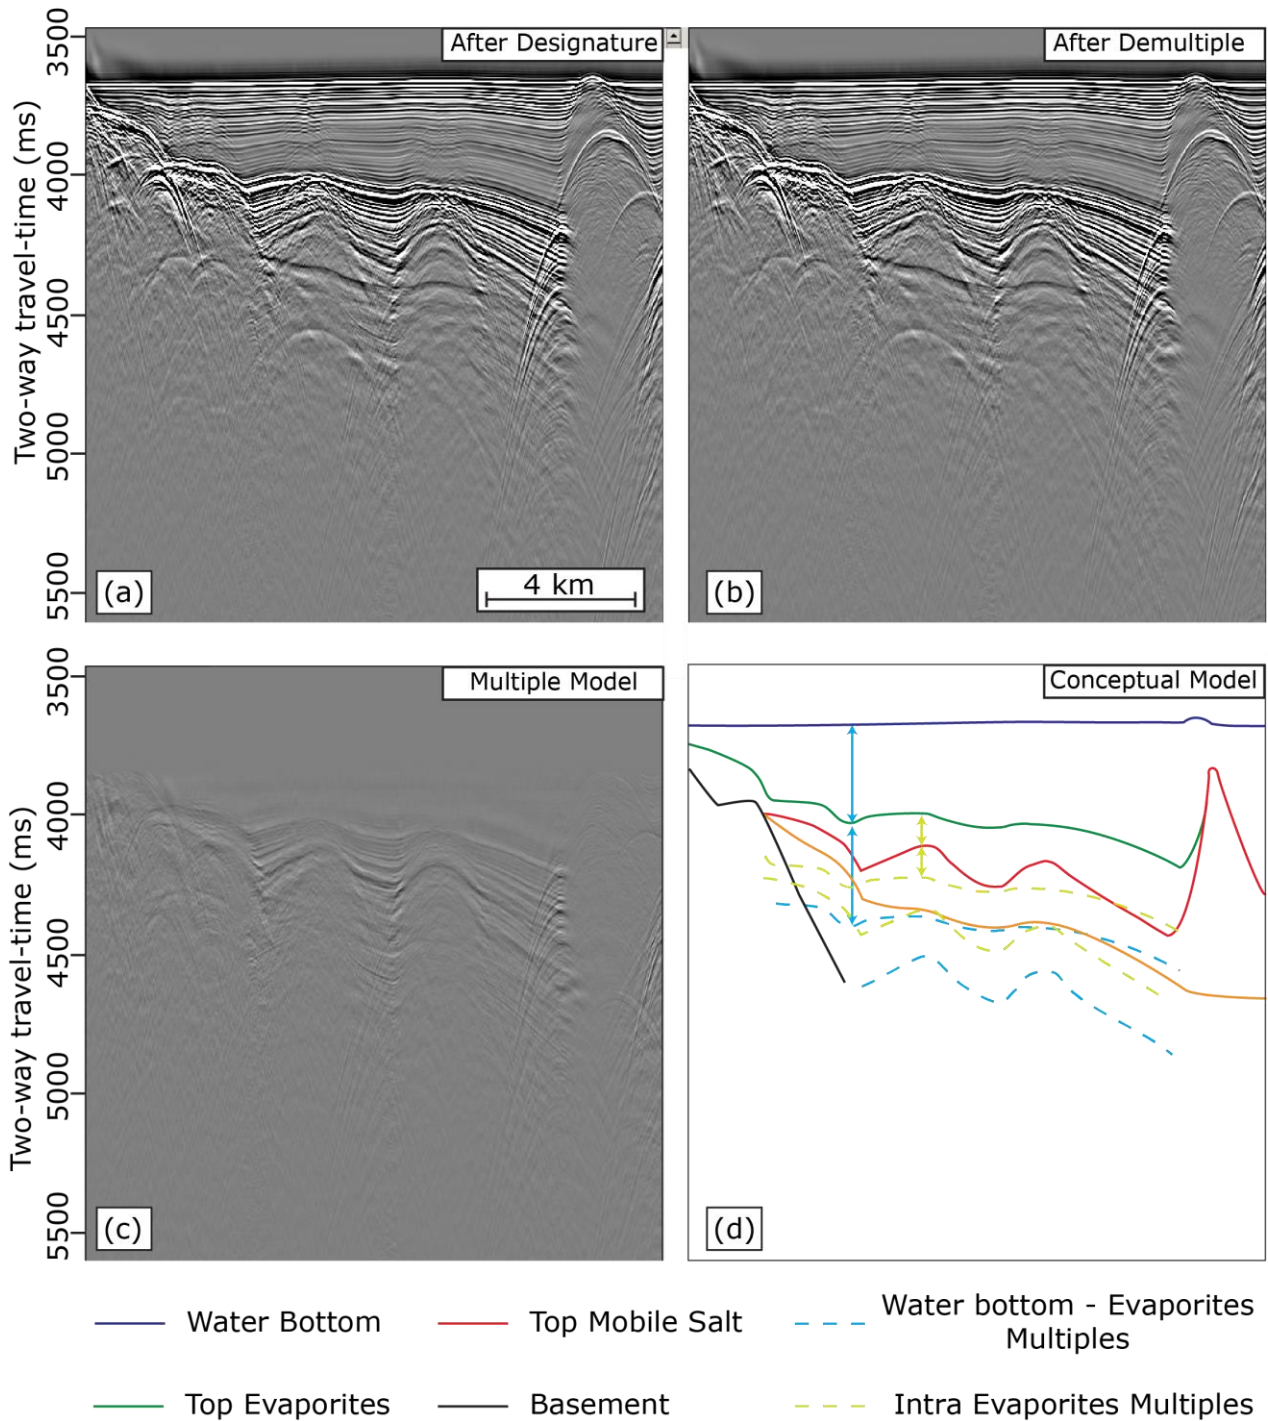 After Designature
After Demultiple
Two-way travel-time (ms)
3500
4000
4500
5000
5500
(a)
4 km
(b)
Multiple Model
Conceptual Model
Two-way travel-time (ms)
3500
4000
4500
5000
5500
(c)
(d)
Water Bottom
Top Mobile Salt
Water bottom - Evaporites
Multiples
Top Evaporites
Basement
Intra Evaporites Multiples